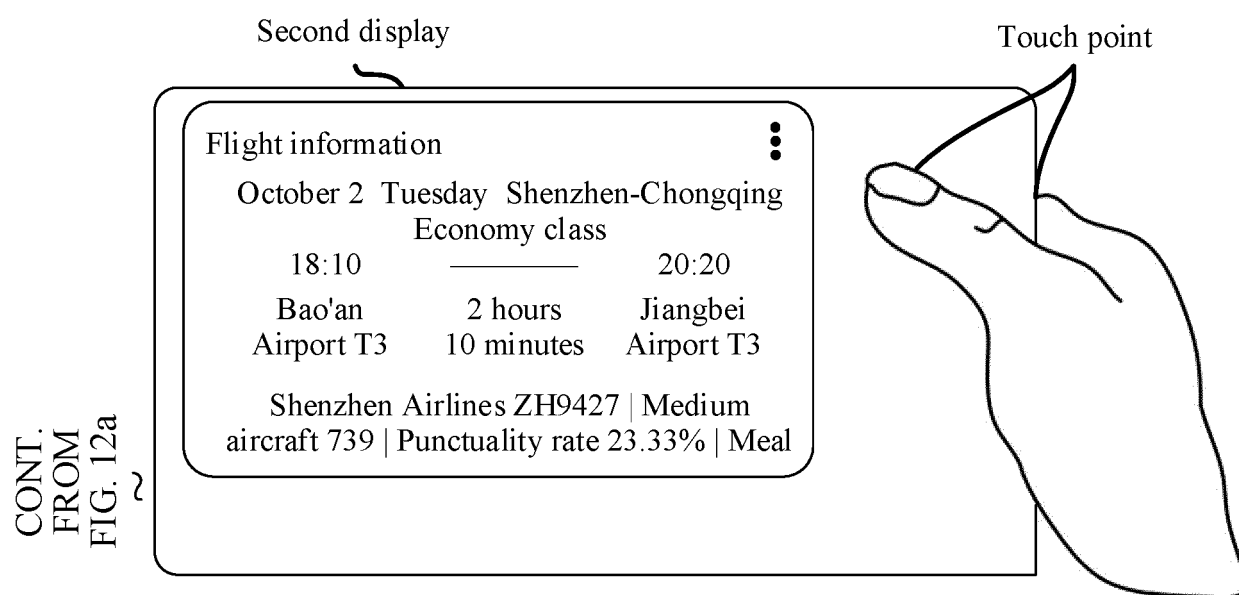 Second display
Touch point
Flight information
October 2 Tuesday Shenzhen-Chongqing
Economy class
18:10 20:20
Bao'an 2 hours Jiangbei
Airport T3 10 minutes Airport T3
Shenzhen Airlines ZH9427 | Medium
aircraft 739 | Punctuality rate 23.33% | Meal
CONT.
FROM
FIG. 12a